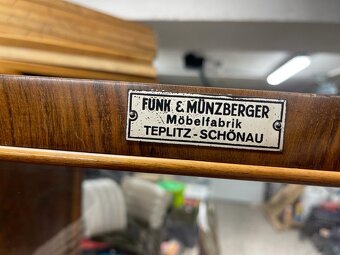 FUNK & MÜNZBERGER
Möbelfabrik
TEPLITZ-SCHÖNAU